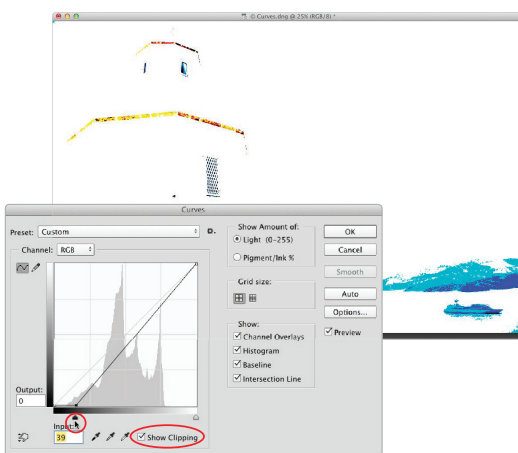 © Curves.dng @ 25% (RGB/8) *
Curves
Preset: Custom
Channel: RGB
Output:
0
Input:
39
Show Clipping
Show Amount of:
Light (0-255)
Pigment/Ink %
Grid size:
Show:
Channel Overlays
Histogram
Baseline
Intersection Line
OK
Cancel
Smooth
Auto
Options...
Preview